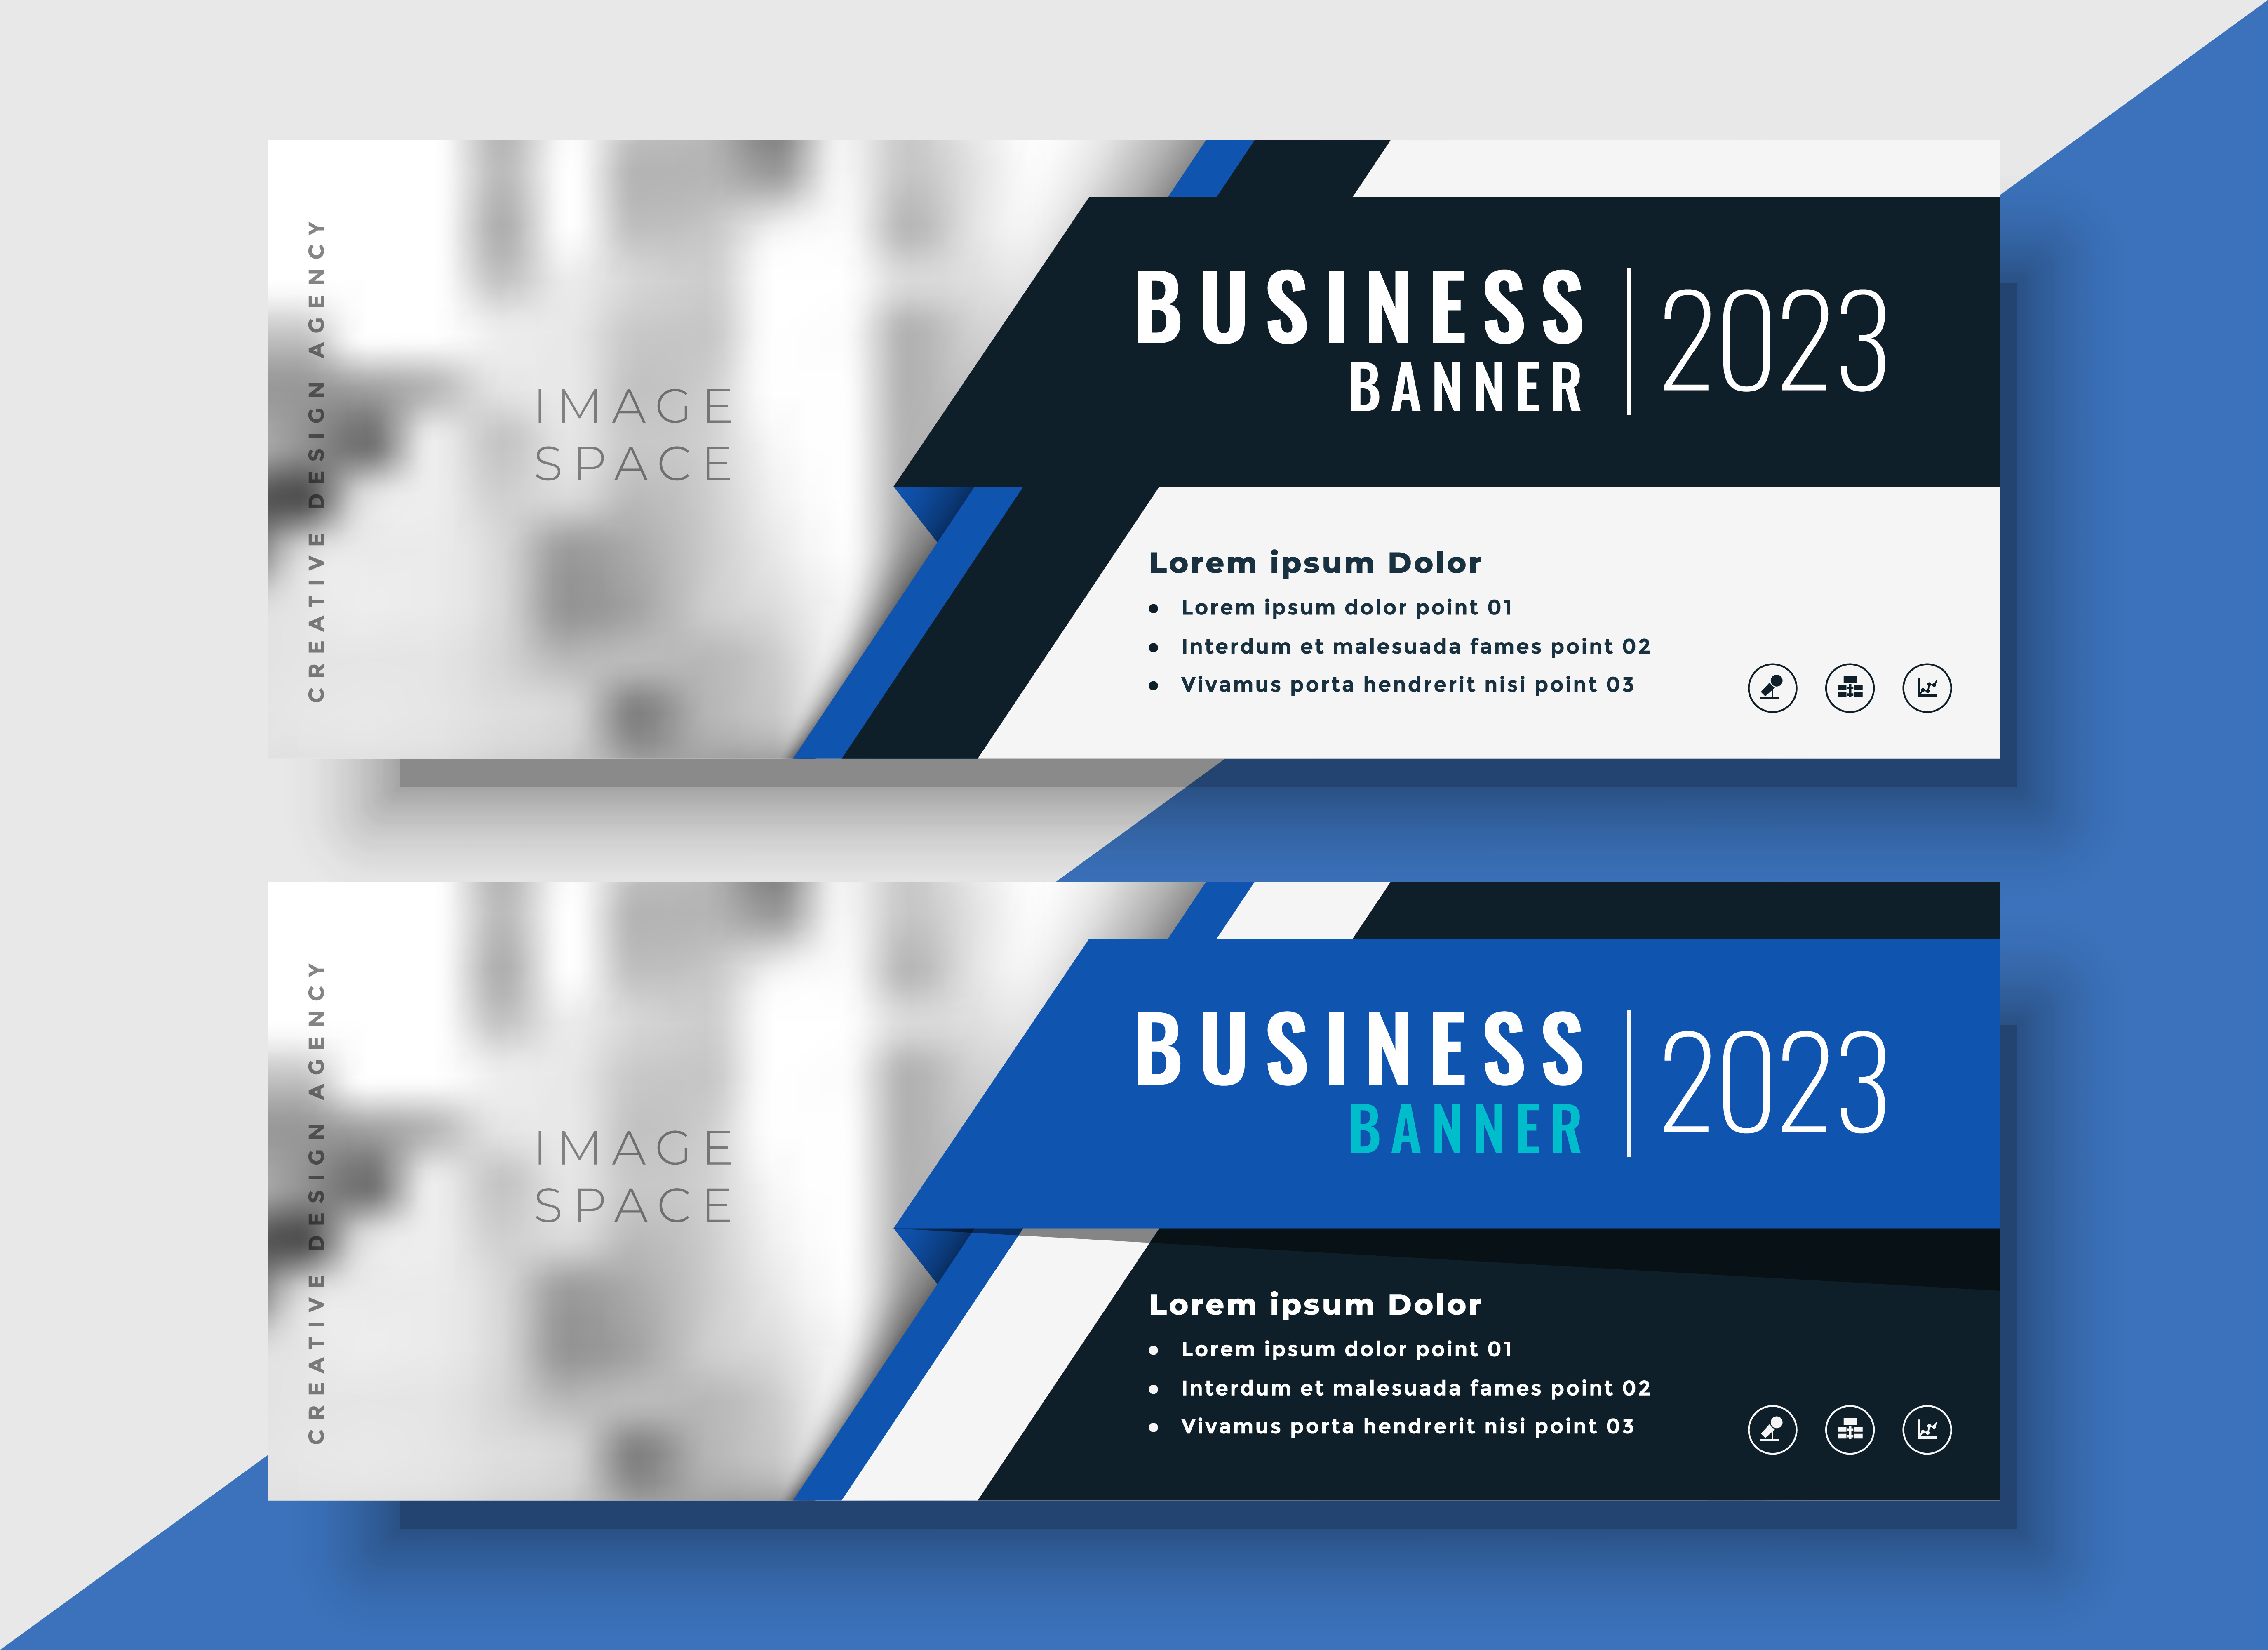 CREATIVE DESIGN AGENCY
IMAGE
SPACE
BUSINESS
BANNER
2023
Lorem ipsum Dolor
• Lorem ipsum dolor point 01
• Interdum et malesuada fames point 02
• Vivamus porta hendrerit nisi point 03
CREATIVE DESIGN AGENCY
IMAGE
SPACE
BUSINESS
BANNER
2023
Lorem ipsum Dolor
• Lorem ipsum dolor point 01
• Interdum et malesuada fames point 02
• Vivamus porta hendrerit nisi point 03